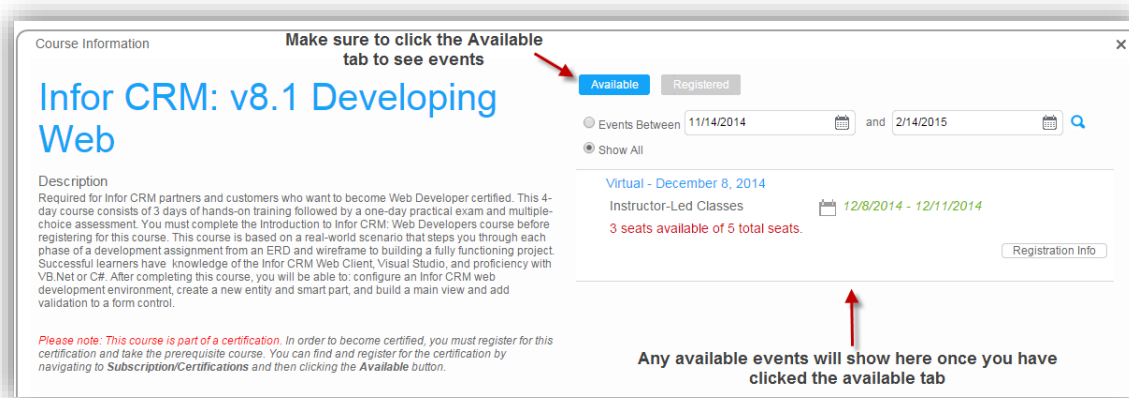 Course Information
Make sure to click the Available
tab to see events
Infor CRM: v8.1 Developing
Web
Description
Required for Infor CRM partners and customers who want to become Web Developer certified. This 4-
day course consists of 3 days of hands-on training followed by a one-day practical exam and multiple-
choice assessment. You must complete the Introduction to Infor CRM: Web Developers course before
registering for this course. This course is based on a real-world scenario that steps you through each
phase of a development assignment from an ERD and wireframe to building a fully functioning project.
Successful learners have knowledge of the Infor CRM Web Client, Visual Studio, and proficiency with
VB.Net or C#. After completing this course, you will be able to: configure an Infor CRM web
development environment, create a new entity and smart part, and build a main view and add
validation to a form control.
Please note: This course is part of a certification. In order to become certified, you must register for this
certification and take the prerequisite course. You can find and register for the certification by
navigating to Subscription/Certifications and then clicking the Available button.
Available Registered
Events Between 11/14/2014 and 2/14/2015
Show All
Virtual - December 8, 2014
Instructor-Led Classes 12/8/2014 - 12/11/2014
3 seats available of 5 total seats.
Registration Info
Any available events will show here once you have
clicked the available tab